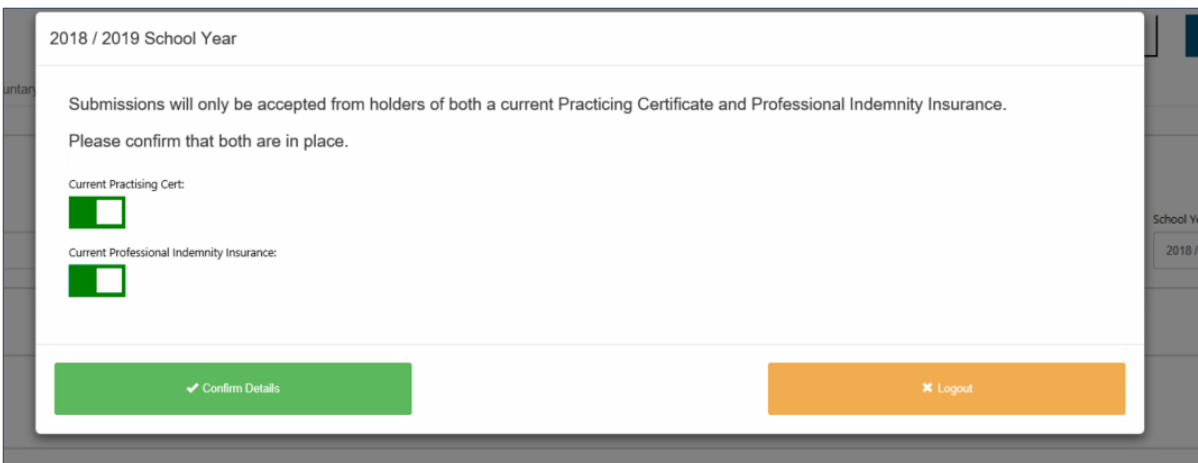 2018 / 2019 School Year
Submissions will only be accepted from holders of both a current Practicing Certificate and Professional Indemnity Insurance.
Please confirm that both are in place.
Current Practising Cert:
Current Professional Indemnity Insurance:
School
2018 /
Confirm Details
Logout